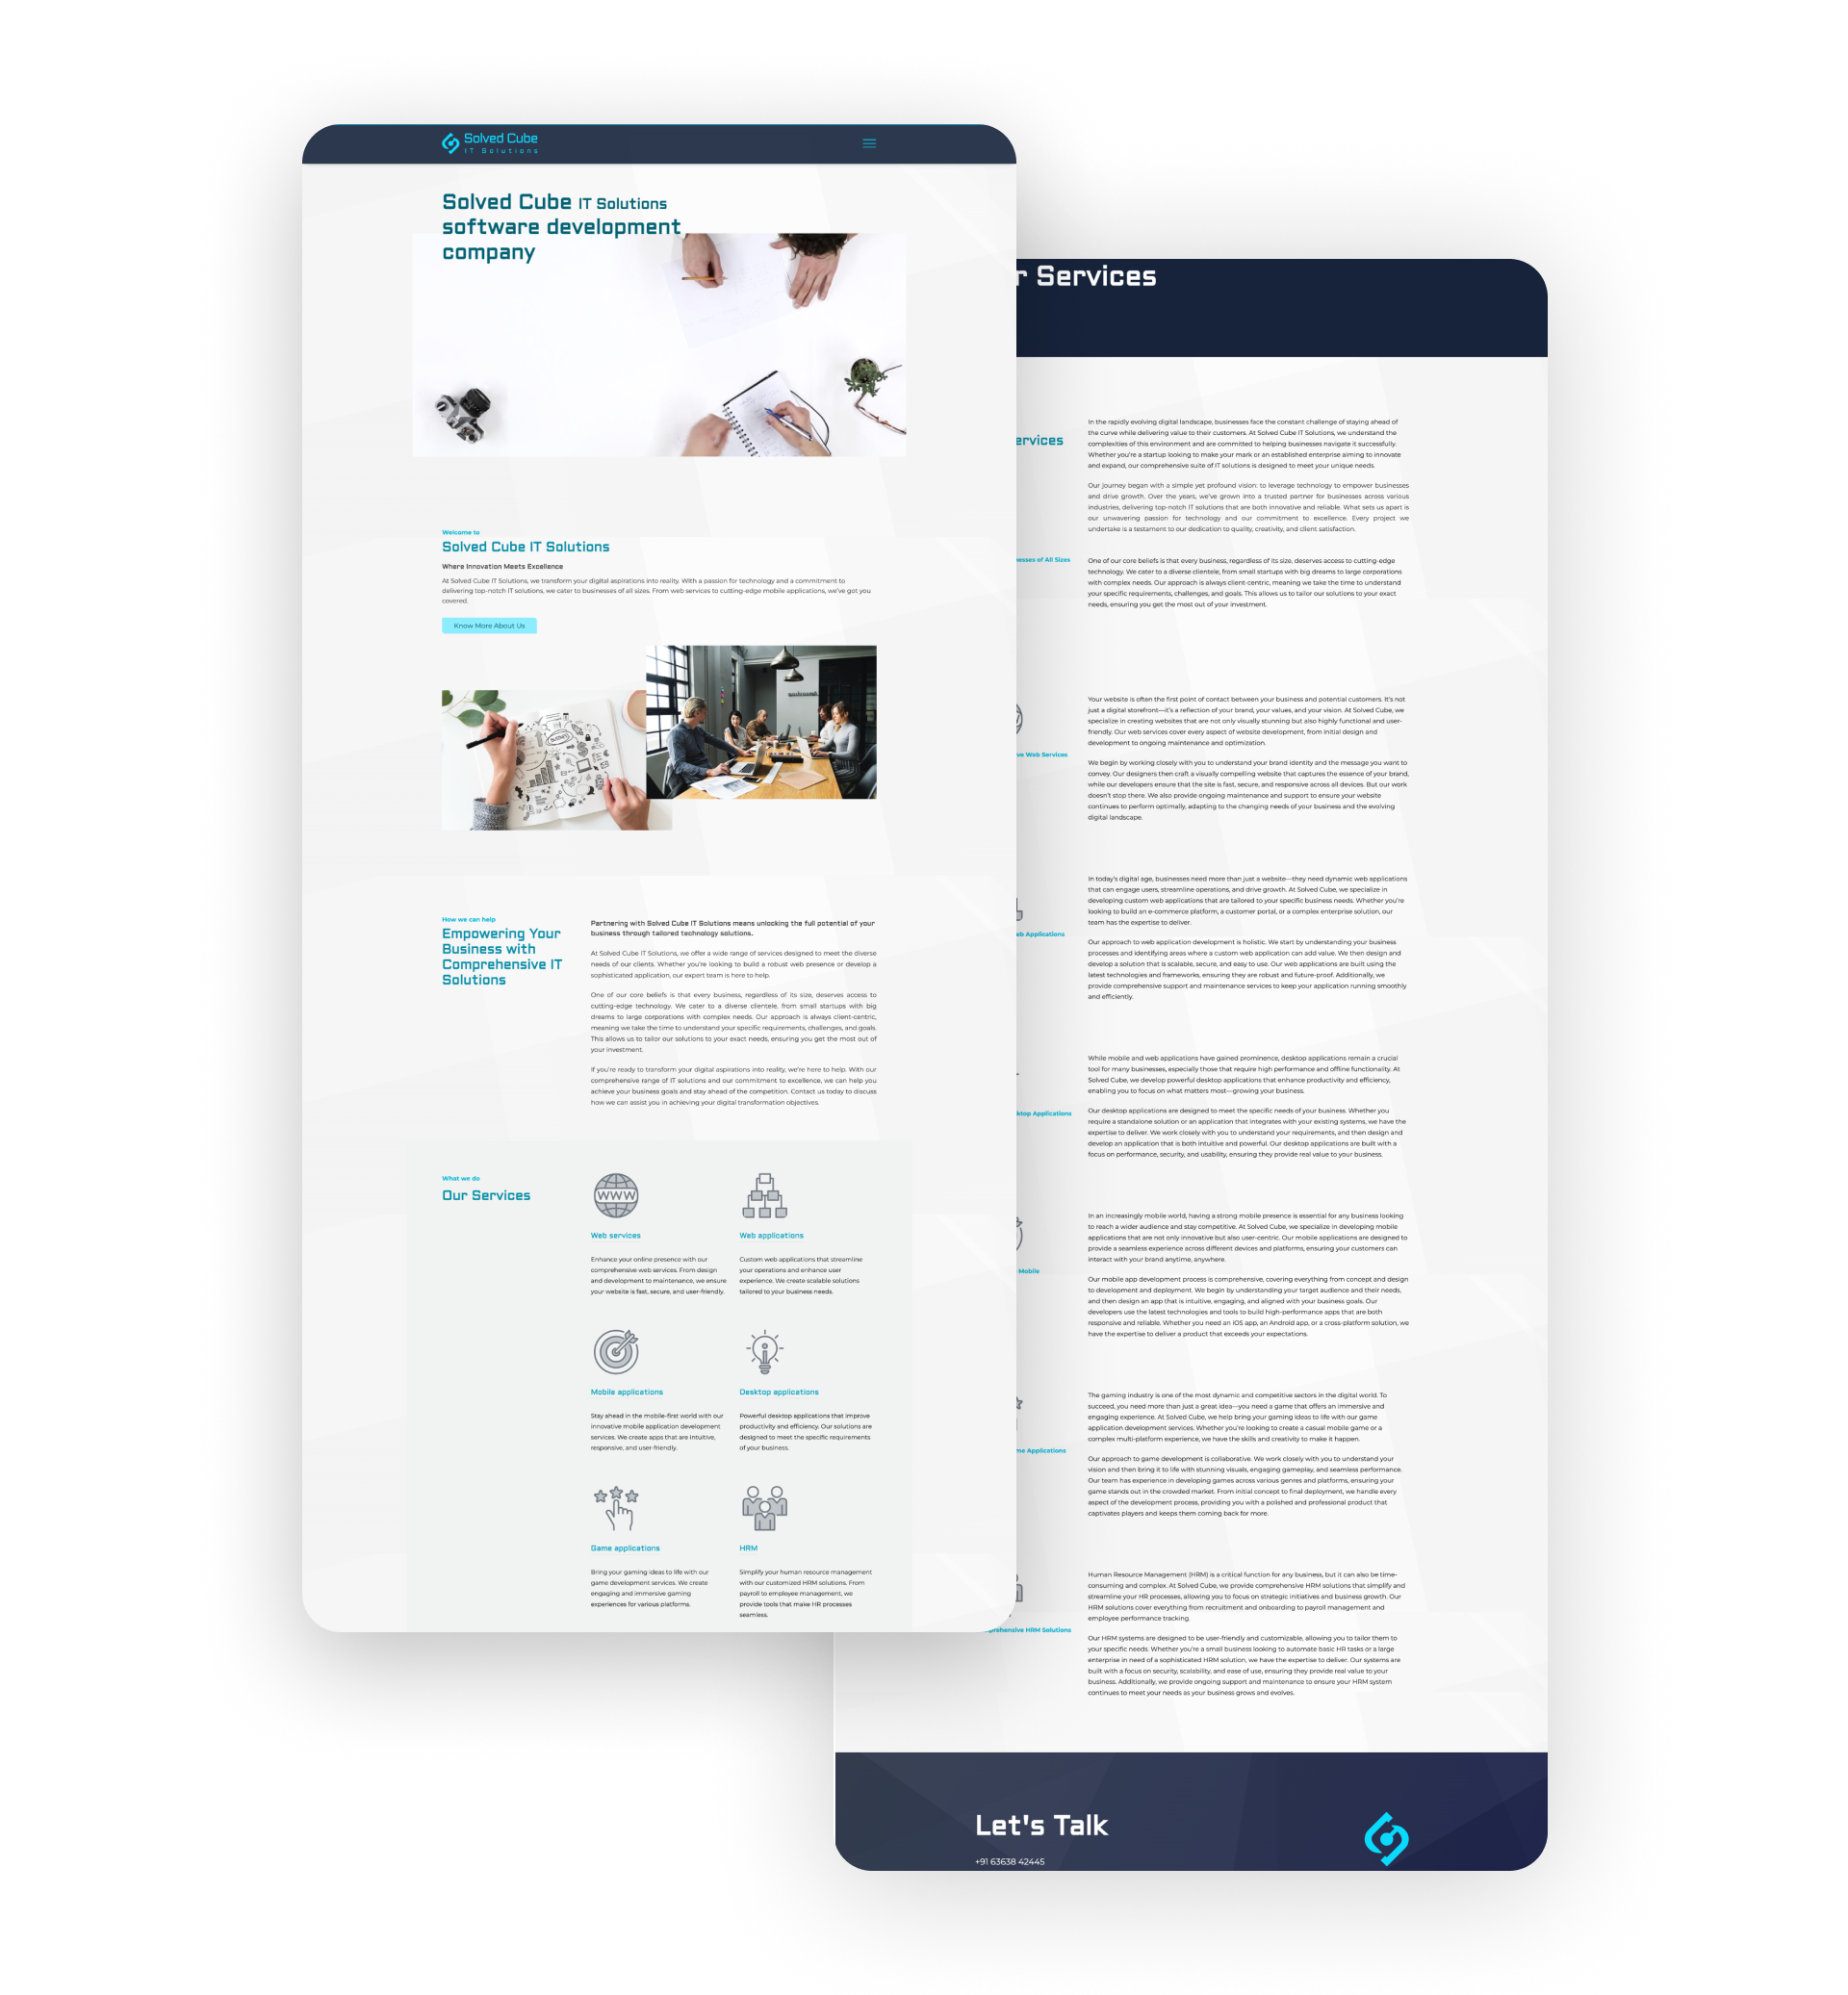 Solved Cube
IT Solutions
Solved Cube IT Solutions
software development
company
Welcome to
Solved Cube IT Solutions
Where Innovation Meets Excellence
At Solved Cube IT Solutions, we transform your digital aspirations into reality. With a passion for technology and a commitment to
delivering top-notch IT solutions, we cater to businesses of all sizes. From web services to cutting-edge mobile applications, we've got you
covered.
Know More About Us
BUSINESS
How we can help
Empowering Your
Business with
Comprehensive IT
Solutions
Partnering with Solved Cube IT Solutions means unlocking the full potential of your
business through tailored technology solutions.
At Solved Cube IT Solutions, we offer a wide range of services designed to meet the diverse
needs of our clients. Whether you're looking to build a robust web presence or develop a
sophisticated application, our expert team is here to help.
One of our core beliefs is that every business, regardless of its size, deserves access to
cutting-edge technology. We cater to a diverse clientele, from small startups with big
dreams to large corporations with complex needs. Our approach is always client-centric,
meaning we take the time to understand your specific requirements, challenges, and goals.
This allows us to tailor our solutions to your exact needs, ensuring you get the most out of
your investment.
If you're ready to transform your digital aspirations into reality, we're here to help. With our
comprehensive range of IT solutions and our commitment to excellence, we can help you
achieve your business goals and stay ahead of the competition. Contact us today to discuss
how we can assist you in achieving your digital transformation objectives.
What we do
Our Services
WWW
Web services
Enhance your online presence with our
comprehensive web services. From design
and development to maintenance, we ensure
your website is fast, secure, and user-friendly.
Web applications
Custom web applications that streamline
your operations and enhance user
experience. We create scalable solutions
tailored to your business needs.
Mobile applications
Stay ahead in the mobile-first world with our
innovative mobile application development
services. We create apps that are intuitive,
responsive, and user-friendly.
Desktop applications
Powerful desktop applications that improve
productivity and efficiency. Our solutions are
designed to meet the specific requirements
of your business.
Game applications
Bring your gaming ideas to life with our
game development services. We create
engaging and immersive gaming
experiences for various platforms.
HRM
Simplify your human resource management
with our customized HRM solutions. From
payroll to employee management, we
provide tools that make HR processes
seamless.
r Services
ervices
In the rapidly evolving digital landscape, businesses face the constant challenge of staying ahead of
the curve while delivering value to their customers. At Solved Cube IT Solutions, we understand the
complexities of this environment and are committed to helping businesses navigate it successfully.
Whether you're a startup looking to make your mark or an established enterprise aiming to innovate
and expand, our comprehensive suite of IT solutions is designed to meet your unique needs.
Our journey began with a simple yet profound vision: to leverage technology to empower businesses
and drive growth. Over the years, we've grown into a trusted partner for businesses across various
industries, delivering top-notch IT solutions that are both innovative and reliable. What sets us apart is
our unwavering passion for technology and our commitment to excellence. Every project we
undertake is a testament to our dedication to quality, creativity, and client satisfaction.
nesses of All Sizes
One of our core beliefs is that every business, regardless of its size, deserves access to cutting-edge
technology. We cater to a diverse clientele, from small startups with big dreams to large corporations
with complex needs. Our approach is always client-centric, meaning we take the time to understand
your specific requirements, challenges, and goals. This allows us to tailor our solutions to your exact
needs, ensuring you get the most out of your investment.
ve Web Services
Your website is often the first point of contact between your business and potential customers. It's not
just a digital storefront—it's a reflection of your brand, your values, and your vision. At Solved Cube, we
specialize in creating websites that are not only visually stunning but also highly functional and user-
friendly. Our web services cover every aspect of website development, from initial design and
development to ongoing maintenance and optimization.
We begin by working closely with you to understand your brand identity and the message you want to
convey. Our designers then craft a visually compelling website that captures the essence of your brand,
while our developers ensure that the site is fast, secure, and responsive across all devices. But our work
doesn't stop there. We also provide ongoing maintenance and support to ensure your website
continues to perform optimally, adapting to the changing needs of your business and the evolving
digital landscape.
eb Applications
In today's digital age, businesses need more than just a website—they need dynamic web applications
that can engage users, streamline operations, and drive growth. At Solved Cube, we specialize in
developing custom web applications that are tailored to your specific business needs. Whether you're
looking to build an e-commerce platform, a customer portal, or a complex enterprise solution, our
team has the expertise to deliver.
Our approach to web application development is holistic. We start by understanding your business
processes and identifying areas where a custom web application can add value. We then design and
develop a solution that is scalable, secure, and easy to use. Our web applications are built using the
latest technologies and frameworks, ensuring they are robust and future-proof. Additionally, we
provide comprehensive support and maintenance services to keep your application running smoothly
and efficiently.
ktop Applications
While mobile and web applications have gained prominence, desktop applications remain a crucial
tool for many businesses, especially those that require high performance and offline functionality. At
Solved Cube, we develop powerful desktop applications that enhance productivity and efficiency,
enabling you to focus on what matters most—growing your business.
Our desktop applications are designed to meet the specific needs of your business. Whether you
require a standalone solution or an application that integrates with your existing systems, we have the
expertise to deliver. We work closely with you to understand your requirements, and then design and
develop an application that is both intuitive and powerful. Our desktop applications are built with a
focus on performance, security, and usability, ensuring they provide real value to your business.
Mobile
In an increasingly mobile world, having a strong mobile presence is essential for any business looking
to reach a wider audience and stay competitive. At Solved Cube, we specialize in developing mobile
applications that are not only innovative but also user-centric. Our mobile applications are designed to
provide a seamless experience across different devices and platforms, ensuring your customers can
interact with your brand anytime, anywhere.
Our mobile app development process is comprehensive, covering everything from concept and design
to development and deployment. We begin by understanding your target audience and their needs,
and then design an app that is intuitive, engaging, and aligned with your business goals. Our
developers use the latest technologies and tools to build high-performance apps that are both
responsive and reliable. Whether you need an iOS app, an Android app, or a cross-platform solution, we
have the expertise to deliver a product that exceeds your expectations.
me Applications
The gaming industry is one of the most dynamic and competitive sectors in the digital world. To
succeed, you need more than just a great idea—you need a game that offers an immersive and
engaging experience. At Solved Cube, we help bring your gaming ideas to life with our game
application development services. Whether you're looking to create a casual mobile game or a
complex multi-platform experience, we have the skills and creativity to make it happen.
Our approach to game development is collaborative. We work closely with you to understand your
vision and then bring it to life with stunning visuals, engaging gameplay, and seamless performance.
Our team has experience in developing games across various genres and platforms, ensuring your
game stands out in the crowded market. From initial concept to final deployment, we handle every
aspect of the development process, providing you with a polished and professional product that
captivates players and keeps them coming back for more.
prehensive HRM Solutions
Human Resource Management (HRM) is a critical function for any business, but it can also be time-
consuming and complex. At Solved Cube, we provide comprehensive HRM solutions that simplify and
streamline your HR processes, allowing you to focus on strategic initiatives and business growth. Our
HRM solutions cover everything from recruitment and onboarding to payroll management and
employee performance tracking.
Our HRM systems are designed to be user-friendly and customizable, allowing you to tailor them to
your specific needs. Whether you're a small business looking to automate basic HR tasks or a large
enterprise in need of a sophisticated HRM solution, we have the expertise to deliver. Our systems are
built with a focus on security, scalability, and ease of use, ensuring they provide real value to your
business. Additionally, we provide ongoing support and maintenance to ensure your HRM system
continues to meet your needs as your business grows and evolves.
Let's Talk
+91 63638 42445